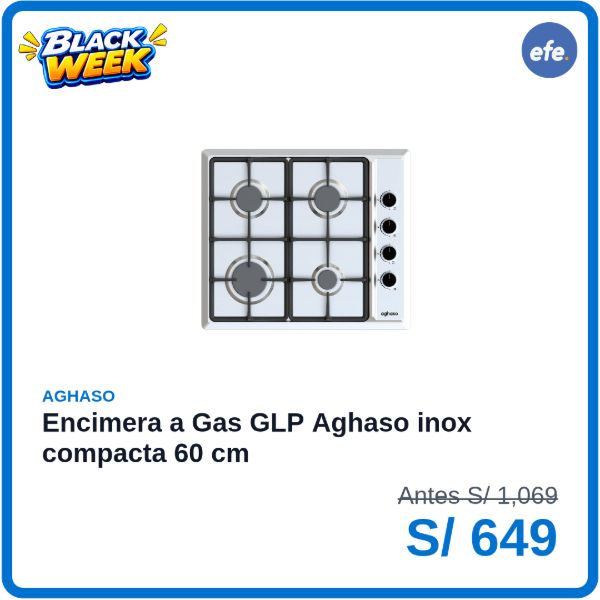 BLACK
WEEK
efe.
aghaso
AGHASO
Encimera a Gas GLP Aghaso inox
compacta 60 cm
Antes S/ 1,069
S/ 649